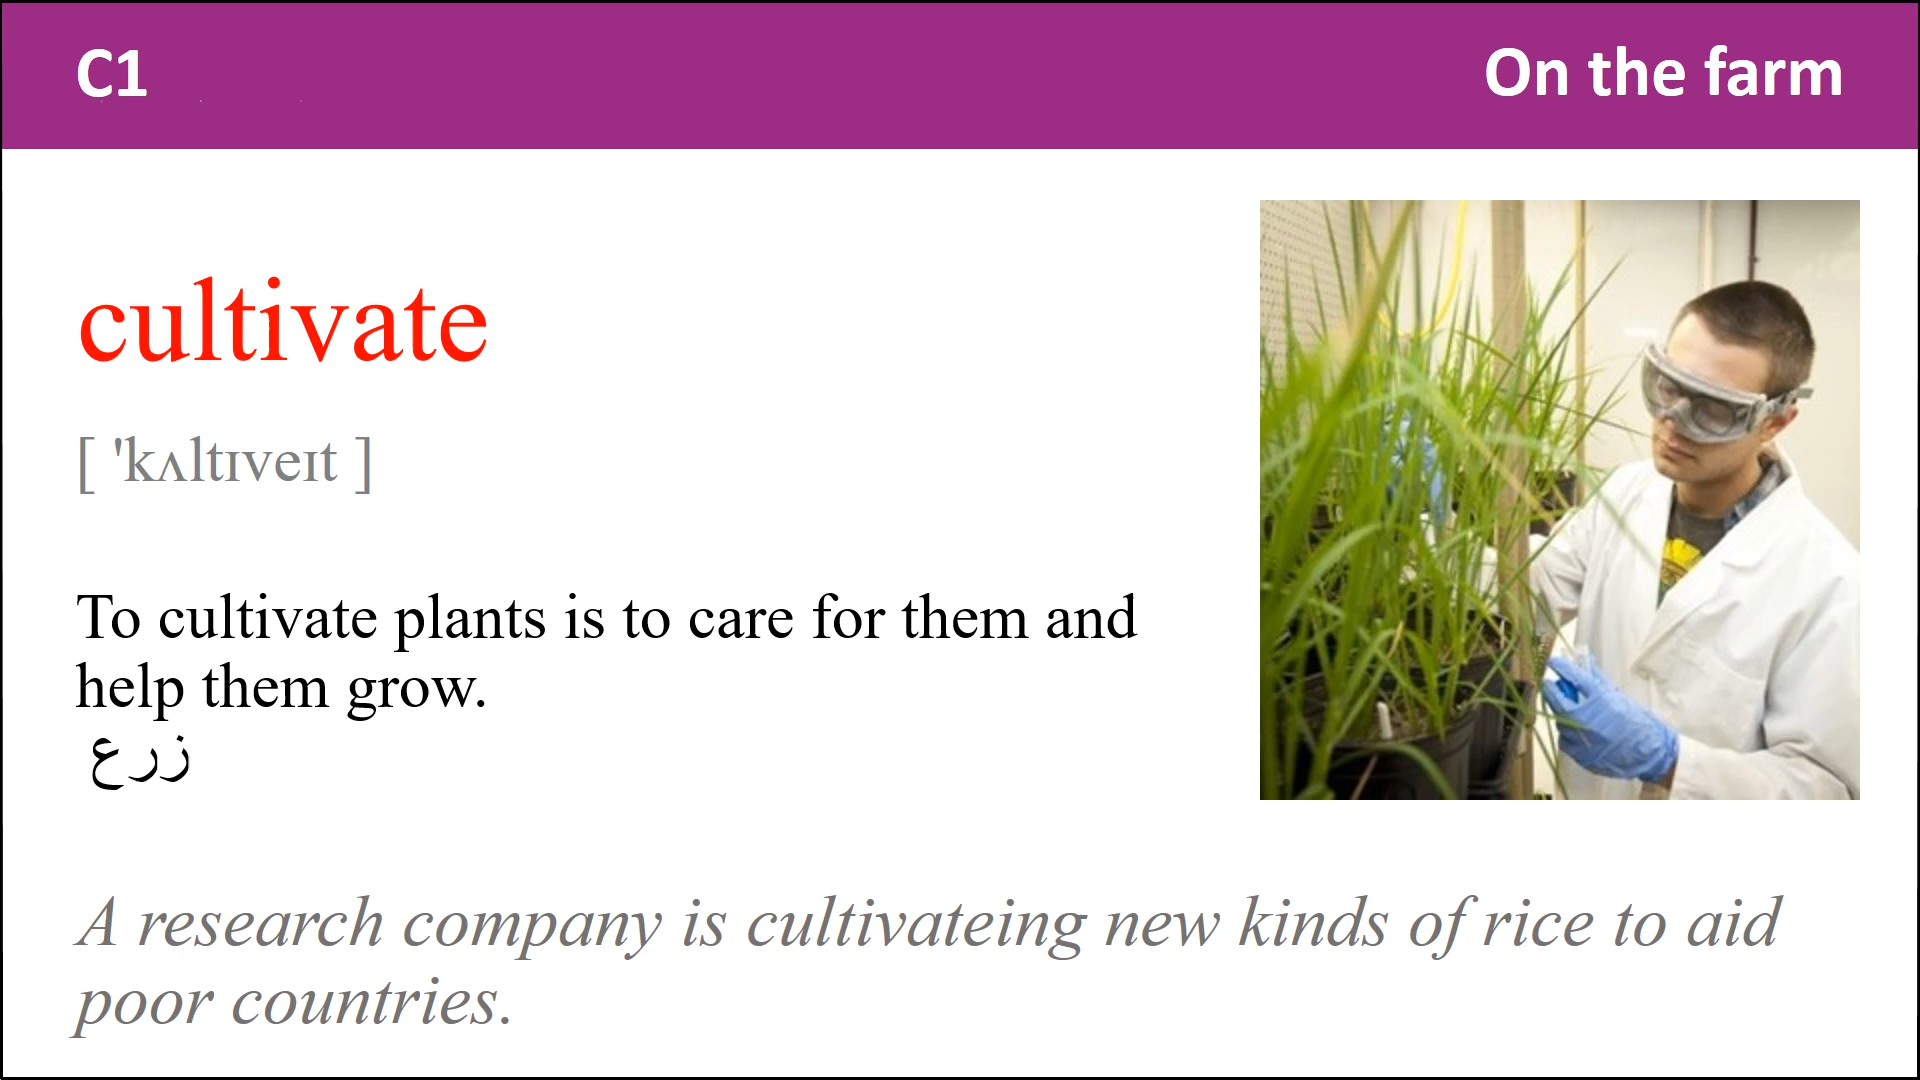 C1
On the farm
cultivate
[ 'kʌltɪveɪt ]
To cultivate plants is to care for them and
help them grow.
زرع
A research company is cultivateing new kinds of rice to aid
poor countries.